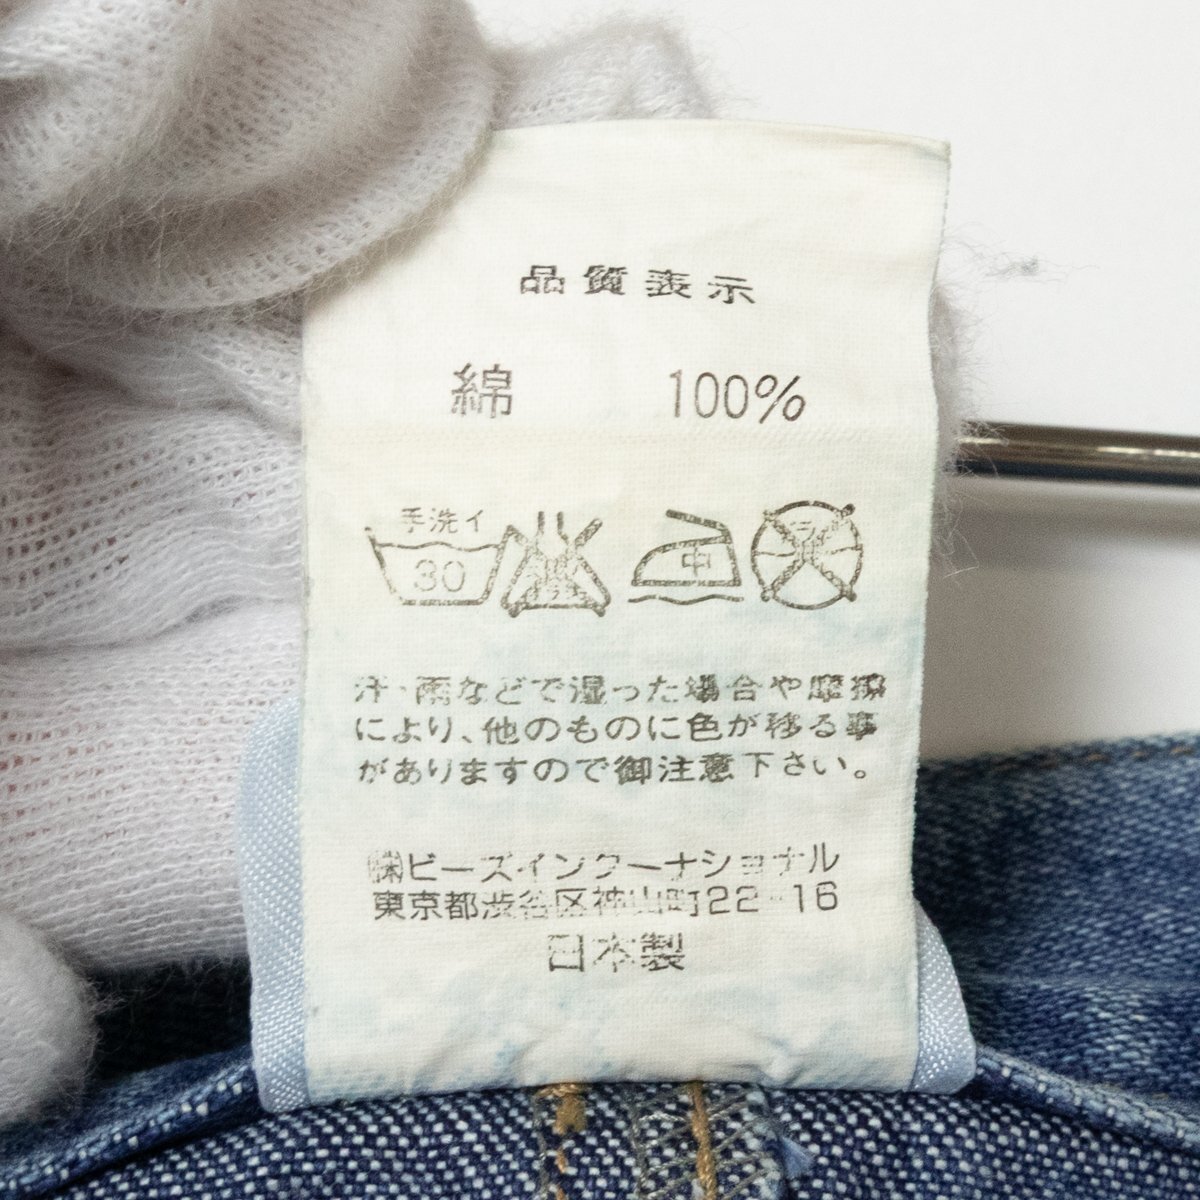 品質表示
綿 100%
手洗イ
30
中
汗・雨などで湿った場合や摩擦
により、他のものに色が移る事
がありますので御注意下さい。
㈱ビーズインターナショナル
東京都渋谷区神山町22-16
日本製